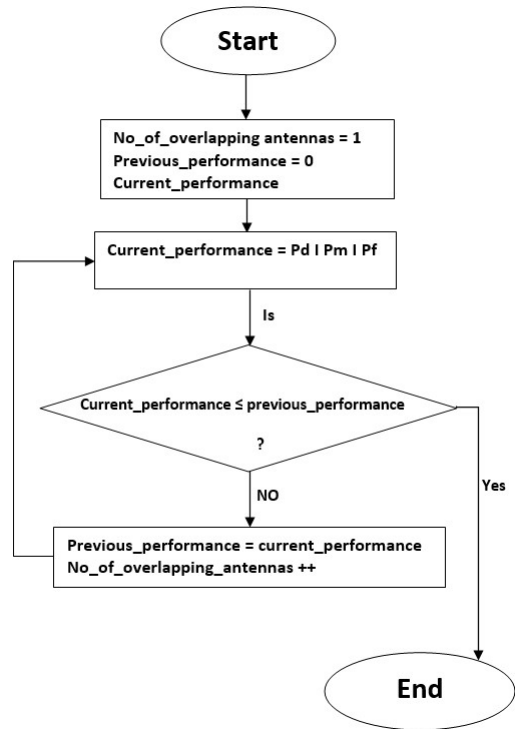 Start
No_of_overlapping antennas = 1
Previous_performance = 0
Current_performance
Current_performance = Pd I Pm I Pf
Is
Current_performance ≤ previous_performance
?
Yes
NO
Previous_performance = current_performance
No_of_overlapping_antennas ++
End